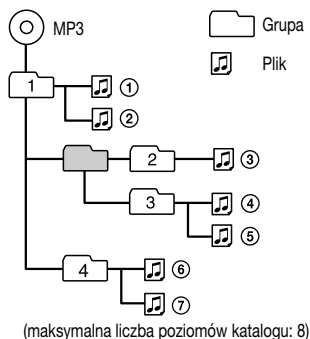 MP3
Grupa
Plik
1
①
②
2
③
3
④
⑤
4
⑥
⑦
(maksymalna liczba poziomów katalogu: 8)